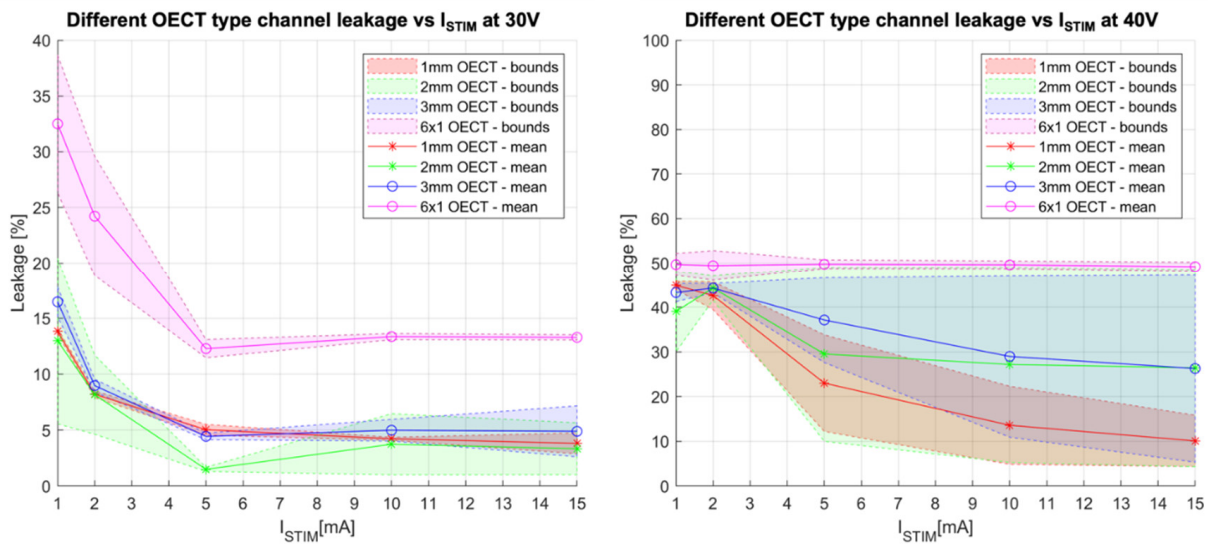 Different OECT type channel leakage vs I_STIM at 30V
40
35
30
25
20
15
10
5
0
Leakage [%]
1mm OECT - bounds
2mm OECT - bounds
3mm OECT - bounds
6x1 OECT - bounds
1mm OECT - mean
2mm OECT - mean
3mm OECT - mean
6x1 OECT - mean
1 2 3 4 5 6 7 8 9 10 11 12 13 14 15
I_STIM[mA]
Different OECT type channel leakage vs I_STIM at 40V
100
90
80
70
60
50
40
30
20
10
0
Leakage [%]
1mm OECT - bounds
2mm OECT - bounds
3mm OECT - bounds
6x1 OECT - bounds
1mm OECT - mean
2mm OECT - mean
3mm OECT - mean
6x1 OECT - mean
1 2 3 4 5 6 7 8 9 10 11 12 13 14 15
I_STIM[mA]